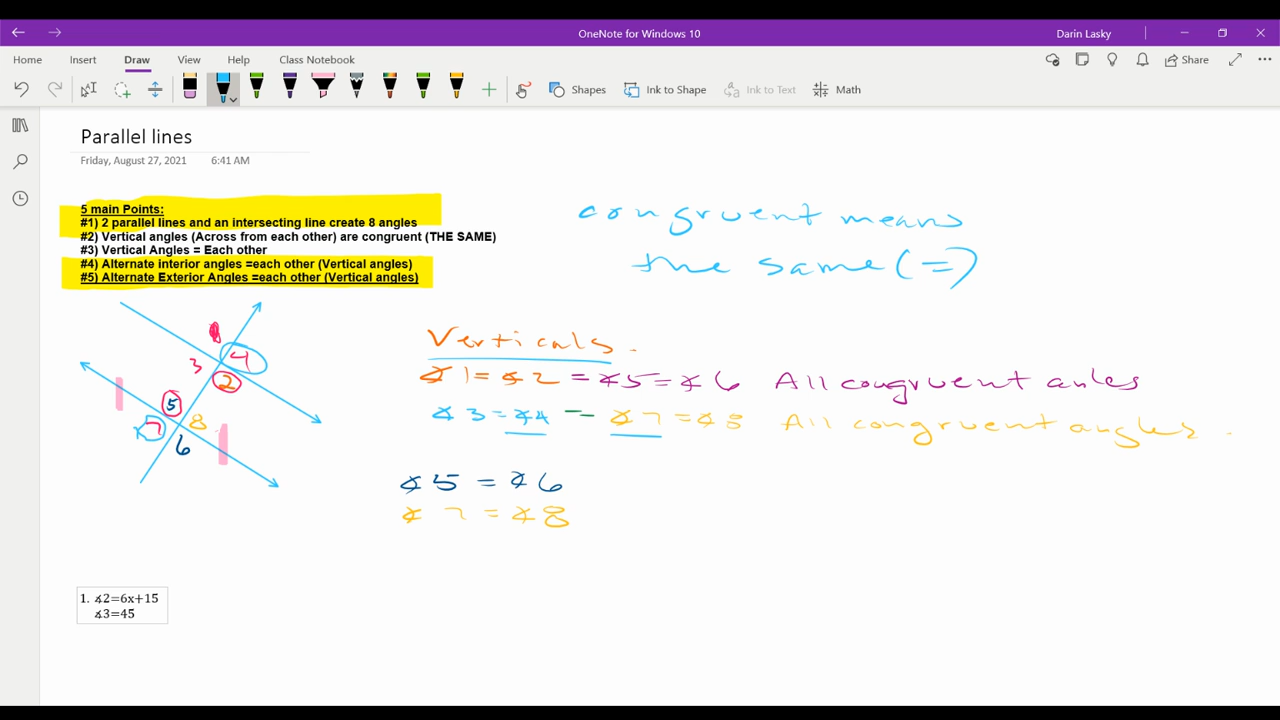 OneNote for Windows 10
Darin Lasky
Home Insert Draw View Help Class Notebook
Share
Shapes Ink to Shape Ink to Text Math
Parallel lines
Friday, August 27, 2021 6:41 AM
5 main Points:
#1) 2 parallel lines and an intersecting line create 8 angles
#2) Vertical angles (Across from each other) are congruent (THE SAME)
#3) Vertical Angles = Each other
#4) Alternate interior angles =each other (Vertical angles)
#5) Alternate Exterior Angles =each other (Vertical angles)
congruent means
the same (=)
3 4
2
5
7 8
6
Verticals.
∡1=∡2 =∡5=∡6 All congruent anles
∡3=∡4 = ∡7=∡8 All congruent angles.
∡5 = ∡6
∡7 = ∡8
1. ∡2=6x+15
∡3=45